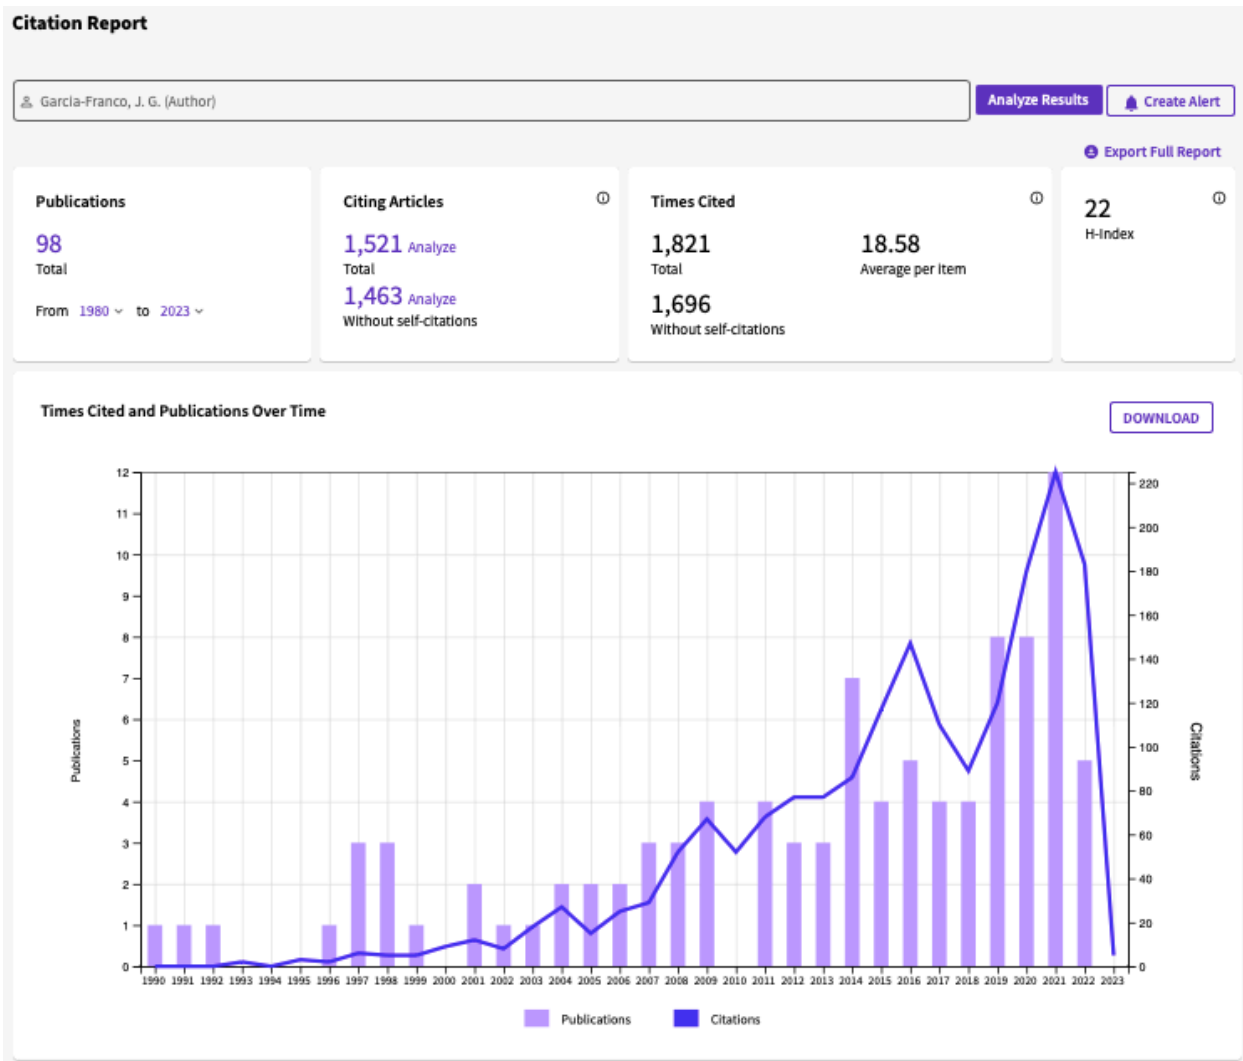 Citation Report
Garcia-Franco, J. G. (Author)
Analyze Results
Create Alert
Export Full Report
Publications
98
Total
From 1980 to 2023
Citing Articles
1,521 Analyze
Total
1,463 Analyze
Without self-citations
Times Cited
1,821
Total
1,696
Without self-citations
18.58
Average per item
22
H-Index
Times Cited and Publications Over Time
DOWNLOAD
Publications
12
11
10
9
8
7
6
5
4
3
2
1
0
220
200
180
160
140
120
100
80
60
40
20
0
Citations
1990 1991 1992 1993 1994 1995 1996 1997 1998 1999 2000 2001 2002 2003 2004 2005 2006 2007 2008 2009 2010 2011 2012 2013 2014 2015 2016 2017 2018 2019 2020 2021 2022 2023
Publications Citations